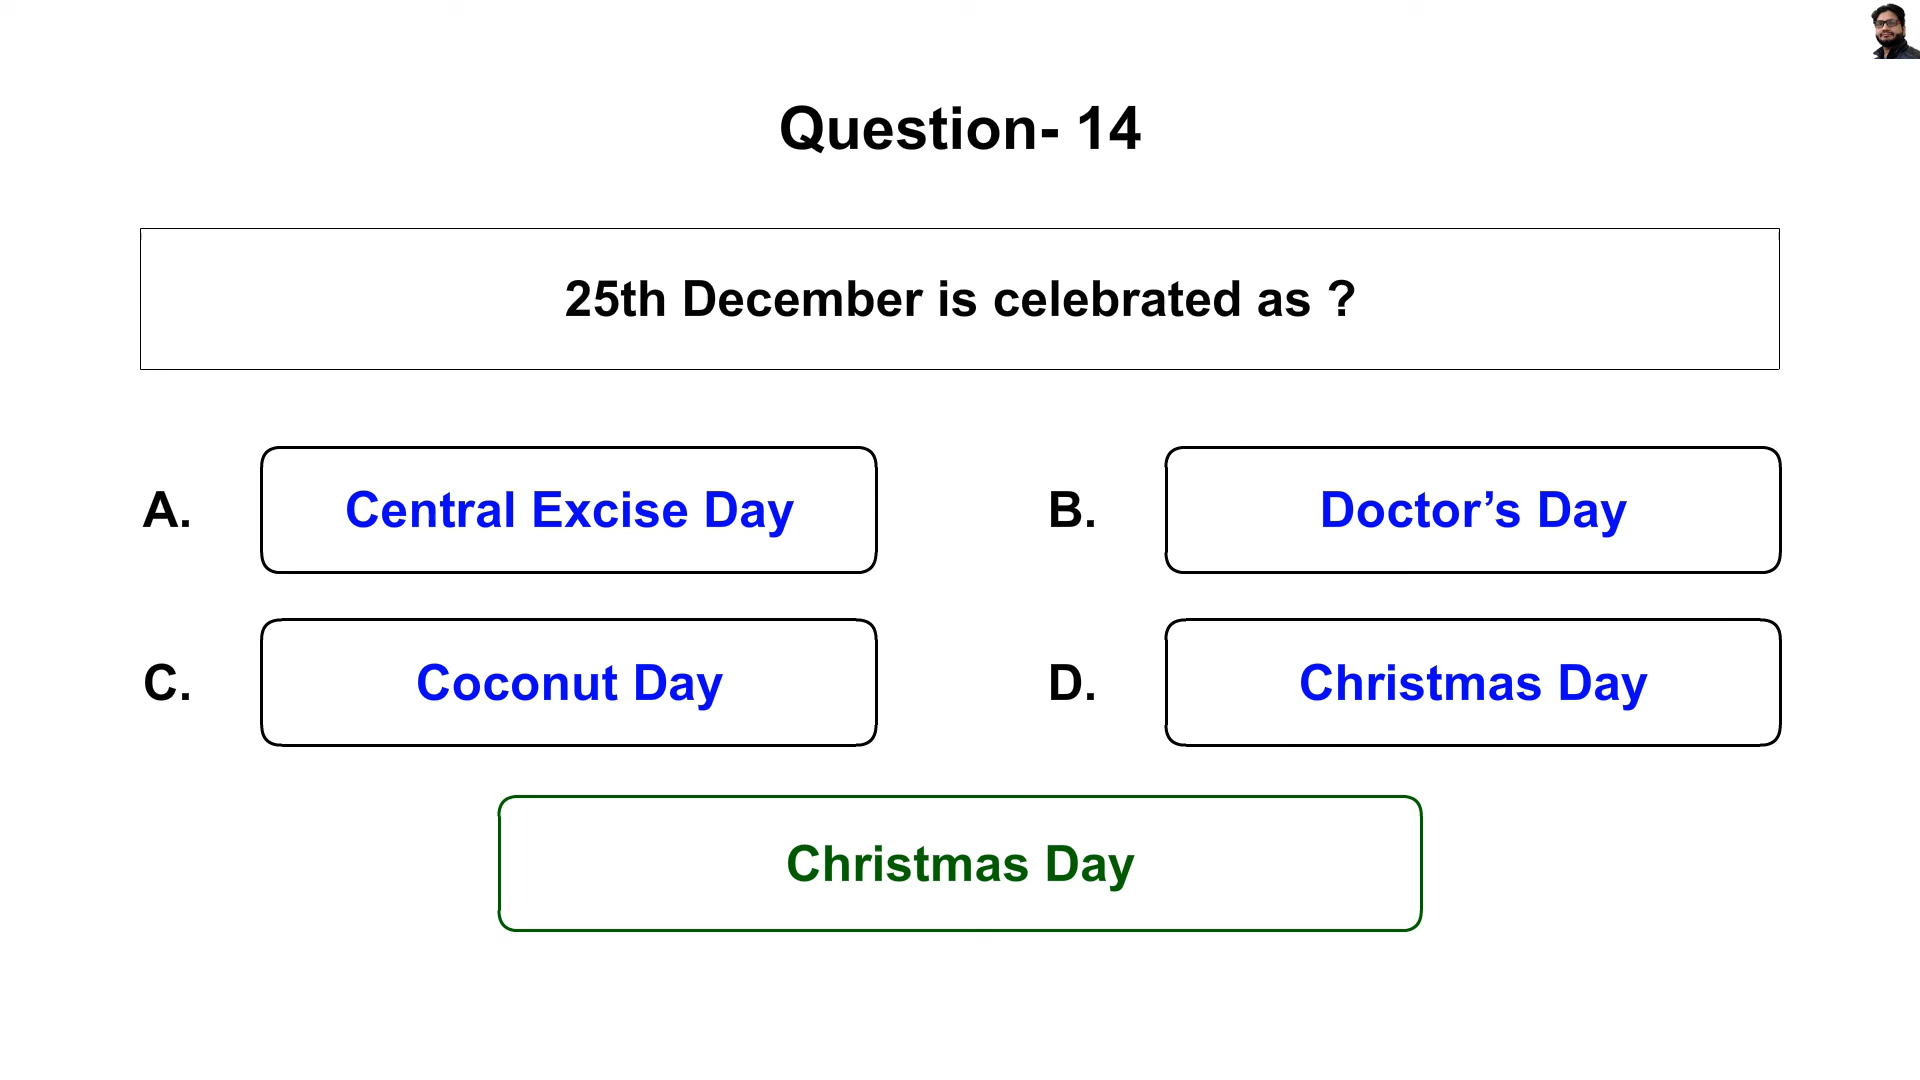 Question- 14
25th December is celebrated as ?
A. Central Excise Day
B. Doctor’s Day
C. Coconut Day
D. Christmas Day
Christmas Day